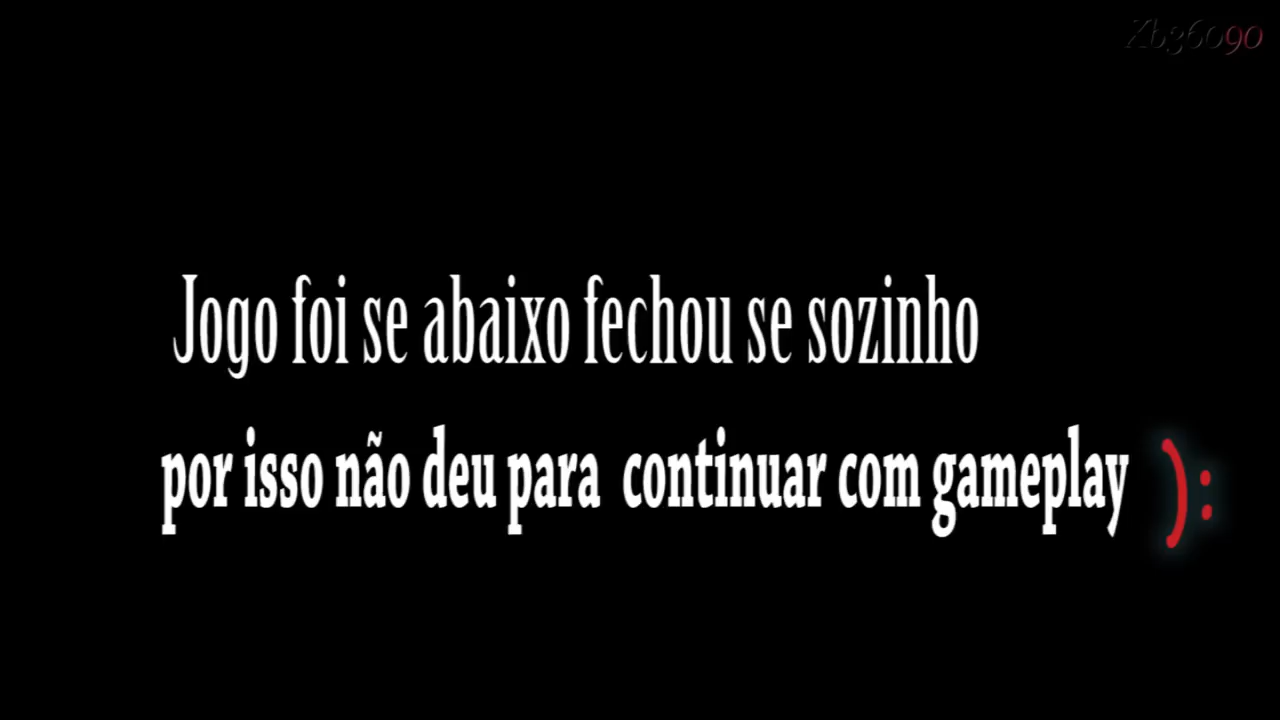 Xb36090
Jogo foi se abaixo fechou se sozinho
por isso não deu para continuar com gameplay ):